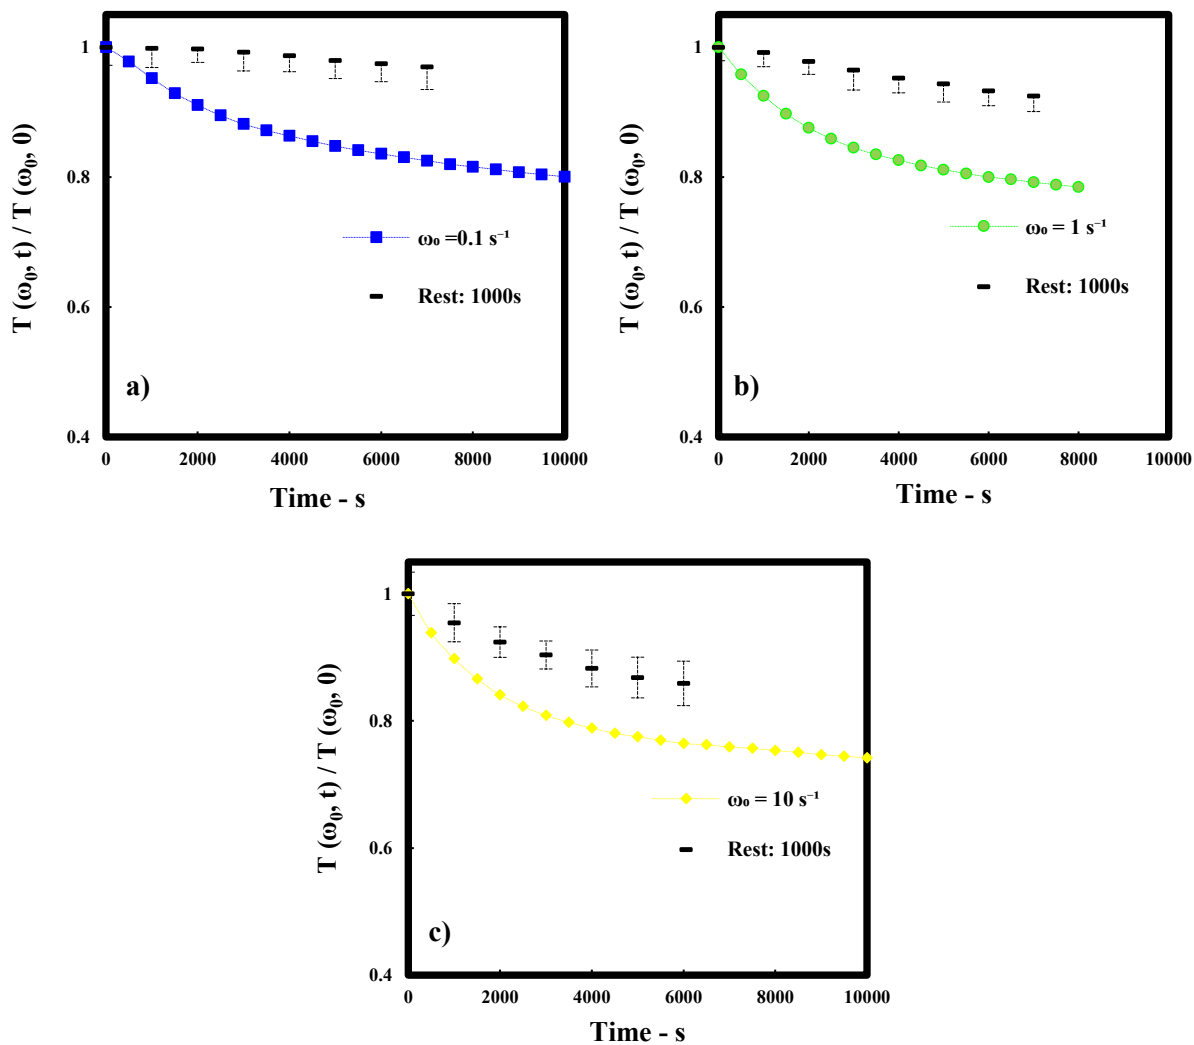 1
0.8
0.6
0.4
T (ω₀, t) / T (ω₀, 0)
ω₀ =0.1 s⁻¹
Rest: 1000s
a)
0 2000 4000 6000 8000 10000
Time - s
1
0.8
0.6
0.4
T (ω₀, t) / T (ω₀, 0)
ω₀ = 1 s⁻¹
Rest: 1000s
b)
0 2000 4000 6000 8000 10000
Time - s
1
0.8
0.6
0.4
T (ω₀, t) / T (ω₀, 0)
ω₀ = 10 s⁻¹
Rest: 1000s
c)
0 2000 4000 6000 8000 10000
Time - s